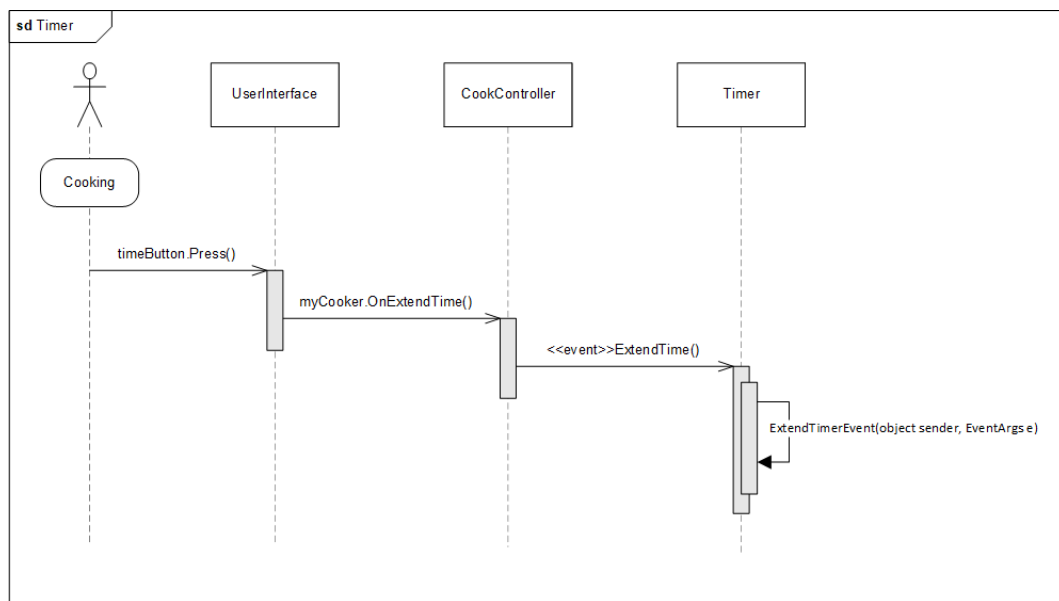 sd Timer
UserInterface
CookController
Timer
Cooking
timeButton.Press()
myCooker.OnExtendTime()
<<event>>ExtendTime()
ExtendTimerEvent(object sender, EventArgs e)